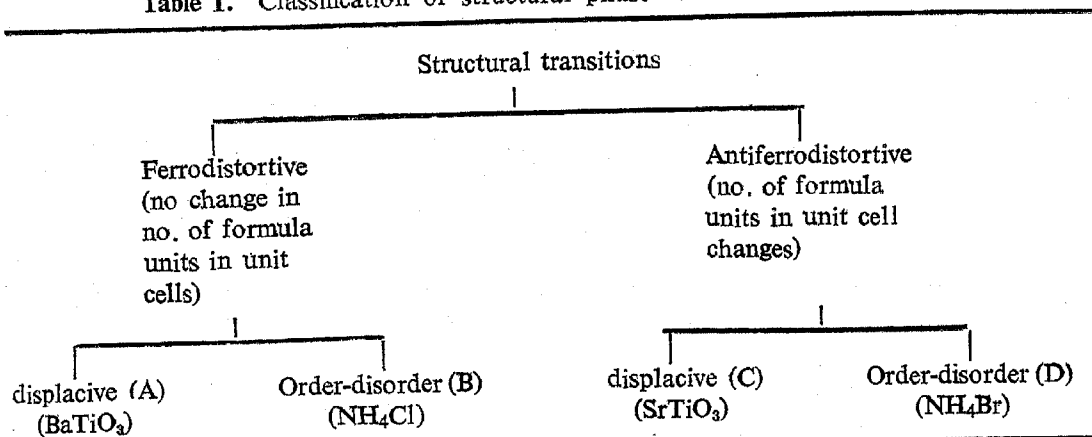 Table 1. Classification of structural
Structural transitions
Ferrodistortive
(no change in
no. of formula
units in unit
cells)
Antiferrodistortive
(no. of formula
units in unit cell
changes)
displacive (A)
(BaTiO₃)
Order-disorder (B)
(NH₄Cl)
displacive (C)
(SrTiO₃)
Order-disorder (D)
(NH₄Br)